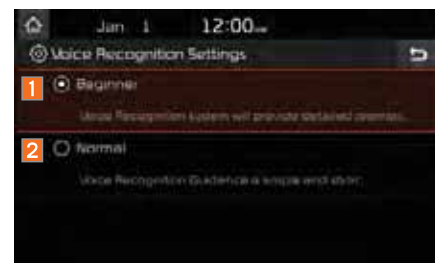 Jan 1 12:00
Voice Recognition Settings
1 Beginner
Voice Recognition system will provide detailed prompts.
2 Normal
Voice Recognition Guidance is simple and short.